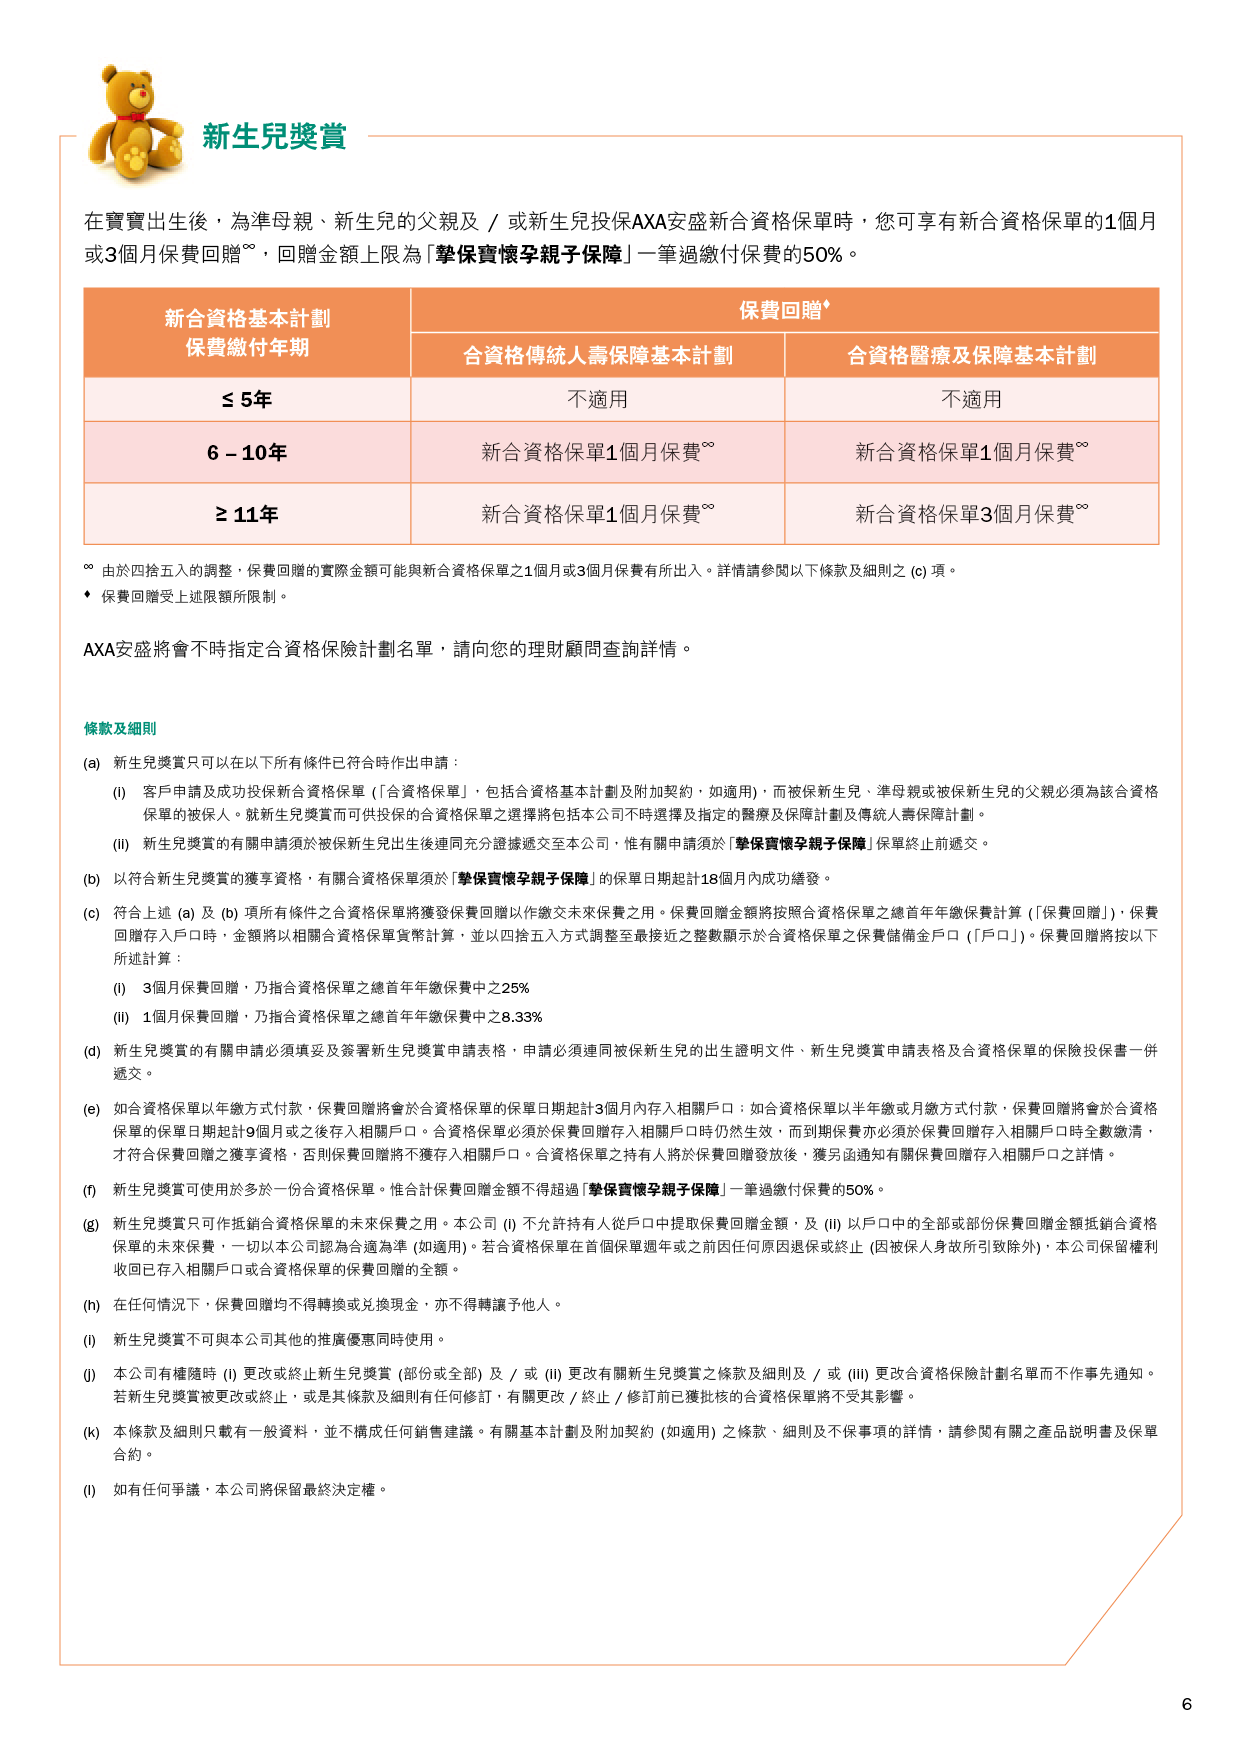 新生兒獎賞
在寶寶出生後，為準母親、新生兒的父親及 / 或新生兒投保AXA安盛新合資格保單時，您可享有新合資格保單的1個月
或3個月保費回贈∞，回贈金額上限為「摯保寶懷孕親子保障」一筆過繳付保費的50%。
新合資格基本計劃
保費繳付年期
保費回贈♦
合資格傳統人壽保障基本計劃
合資格醫療及保障基本計劃
≤ 5年
不適用
不適用
6 – 10年
新合資格保單1個月保費∞
新合資格保單1個月保費∞
≥ 11年
新合資格保單1個月保費∞
新合資格保單3個月保費∞
∞ 由於四捨五入的調整，保費回贈的實際金額可能與新合資格保單之1個月或3個月保費有所出入。詳情請參閱以下條款及細則之 (c) 項。
♦ 保費回贈受上述限額所限制。
AXA安盛將會不時指定合資格保險計劃名單，請向您的理財顧問查詢詳情。
條款及細則
(a) 新生兒獎賞只可以在以下所有條件已符合時作出申請：
(i) 客戶申請及成功投保新合資格保單 (「合資格保單」，包括合資格基本計劃及附加契約，如適用)，而被保新生兒、準母親或被保新生兒的父親必須為該合資格
保單的被保人。就新生兒獎賞而可供投保的合資格保單之選擇將包括本公司不時選擇及指定的醫療及保障計劃及傳統人壽保障計劃。
(ii) 新生兒獎賞的有關申請須於被保新生兒出生後連同充分證據遞交至本公司，惟有關申請須於「摯保寶懷孕親子保障」保單終止前遞交。
(b) 以符合新生兒獎賞的獲享資格，有關合資格保單須於「摯保寶懷孕親子保障」的保單日期起計18個月內成功繕發。
(c) 符合上述 (a) 及 (b) 項所有條件之合資格保單將獲發保費回贈以作繳交未來保費之用。保費回贈金額將按照合資格保單之總首年年繳保費計算 (「保費回贈」)，保費
回贈存入戶口時，金額將以相關合資格保單貨幣計算，並以四捨五入方式調整至最接近之整數顯示於合資格保單之保費儲備金戶口 (「戶口」)。保費回贈將按以下
所述計算：
(i) 3個月保費回贈，乃指合資格保單之總首年年繳保費中之25%
(ii) 1個月保費回贈，乃指合資格保單之總首年年繳保費中之8.33%
(d) 新生兒獎賞的有關申請必須填妥及簽署新生兒獎賞申請表格，申請必須連同被保新生兒的出生證明文件、新生兒獎賞申請表格及合資格保單的保險投保書一併
遞交。
(e) 如合資格保單以年繳方式付款，保費回贈將會於合資格保單的保單日期起計3個月內存入相關戶口；如合資格保單以半年繳或月繳方式付款，保費回贈將會於合資格
保單的保單日期起計9個月或之後存入相關戶口。合資格保單必須於保費回贈存入相關戶口時仍然生效，而到期保費亦必須於保費回贈存入相關戶口時全數繳清，
才符合保費回贈之獲享資格，否則保費回贈將不獲存入相關戶口。合資格保單之持有人將於保費回贈發放後，獲另函通知有關保費回贈存入相關戶口之詳情。
(f) 新生兒獎賞可使用於多於一份合資格保單。惟合計保費回贈金額不得超過「摯保寶懷孕親子保障」一筆過繳付保費的50%。
(g) 新生兒獎賞只可作抵銷合資格保單的未來保費之用。本公司 (i) 不允許持有人從戶口中提取保費回贈金額，及 (ii) 以戶口中的全部或部份保費回贈金額抵銷合資格
保單的未來保費，一切以本公司認為合適為準 (如適用)。若合資格保單在首個保單週年或之前因任何原因退保或終止 (因被保人身故所引致除外)，本公司保留權利
收回已存入相關戶口或合資格保單的保費回贈的全額。
(h) 在任何情況下，保費回贈均不得轉換或兌換現金，亦不得轉讓予他人。
(i) 新生兒獎賞不可與本公司其他的推廣優惠同時使用。
(j) 本公司有權隨時 (i) 更改或終止新生兒獎賞 (部份或全部) 及 / 或 (ii) 更改有關新生兒獎賞之條款及細則及 / 或 (iii) 更改合資格保險計劃名單而不作事先通知。
若新生兒獎賞被更改或終止，或是其條款及細則有任何修訂，有關更改 / 終止 / 修訂前已獲批核的合資格保單將不受其影響。
(k) 本條款及細則只載有一般資料，並不構成任何銷售建議。有關基本計劃及附加契約 (如適用) 之條款、細則及不保事項的詳情，請參閱有關之產品説明書及保單
合約。
(l) 如有任何爭議，本公司將保留最終決定權。
6